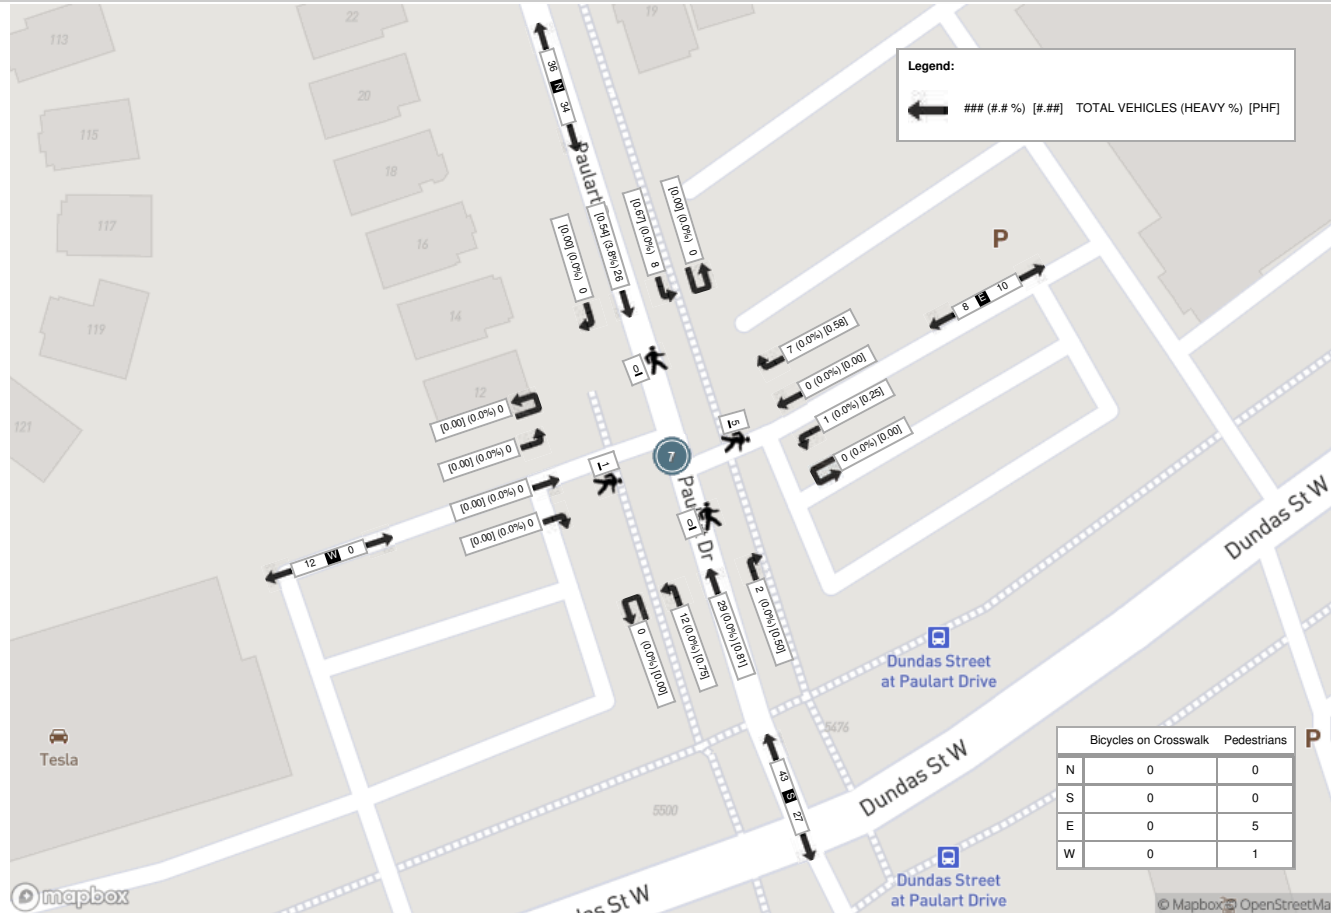 22
19
113
20
115
18
117
16
119
14
12
121
Legend:
### (#.# %) [#.##] TOTAL VEHICLES (HEAVY %) [PHF]
36 N 34
Paulart
[0.00] (0.0%) 0
[0.54] (3.8%) 26
[0.67] (0.0%) 8
[0.00] (0.0%) 0
P
8 E 10
7 (0.0%) [0.58]
0 (0.0%) [0.00]
1 (0.0%) [0.25]
0 (0.0%) [0.00]
0
5
1
0
7
[0.00] (0.0%) 0
[0.00] (0.0%) 0
[0.00] (0.0%) 0
[0.00] (0.0%) 0
12 W 0
Dr
0 (0.0%) [0.00]
12 (0.0%) [0.75]
29 (0.0%) [0.81]
2 (0.0%) [0.50]
43 S 27
Dundas St W
Dundas Street
at Paulart Drive
Tesla
5476
5500
Dundas St W
Dundas Street
at Paulart Drive
St W
P
Bicycles on Crosswalk Pedestrians
N 0 0
S 0 0
E 0 5
W 0 1
mapbox
© Mapbox © OpenStreetMa